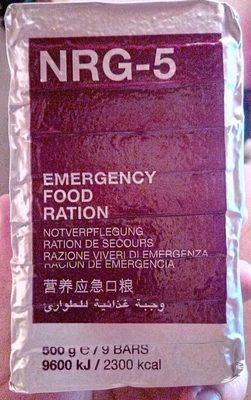 NRG-5
EMERGENCY
FOOD
RATION
NOTVERPFLEGUNG
RATION DE SECOURS
RAZIONE VIVERI DI EMERGENZA
RACION DE EMERGENCIA
营养应急口粮
وجبة غذائية للطوارئ
500 g ℮ / 9 BARS
9600 kJ / 2300 kcal